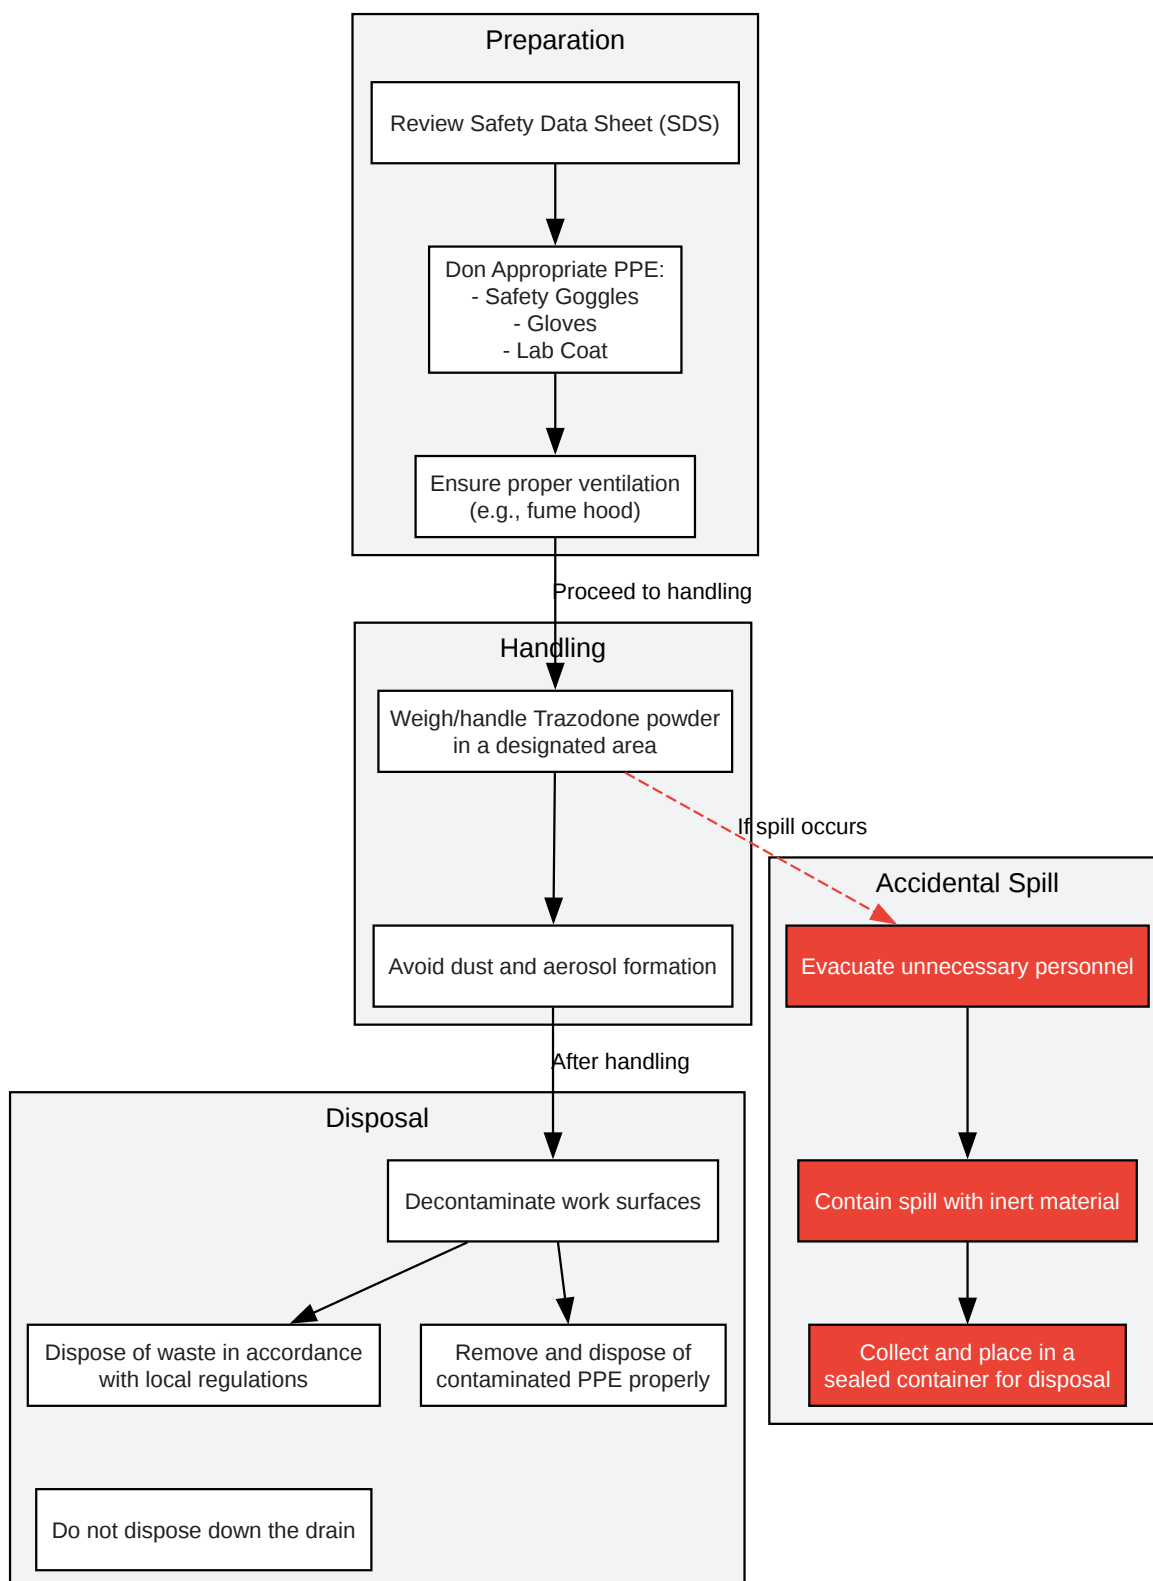 Preparation
Review Safety Data Sheet (SDS)
Don Appropriate PPE:
- Safety Goggles
- Gloves
- Lab Coat
Ensure proper ventilation
(e.g., fume hood)
Proceed to handling
Handling
Weigh/handle Trazodone powder
in a designated area
If spill occurs
Accidental Spill
Evacuate unnecessary personnel
Avoid dust and aerosol formation
After handling
Disposal
Decontaminate work surfaces
Contain spill with inert material
Dispose of waste in accordance
with local regulations
Remove and dispose of
contaminated PPE properly
Collect and place in a
sealed container for disposal
Do not dispose down the drain